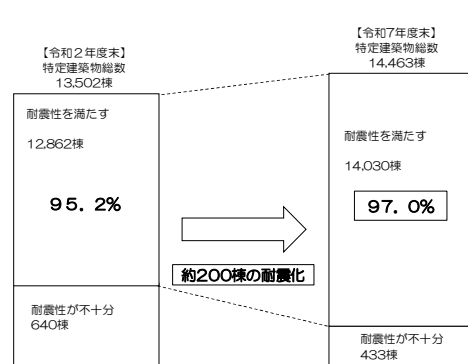 【令和２年度末】
特定建築物総数
13,502棟
耐震性を満たす
12,862棟
９５．２%
耐震性が不十分
640棟
約200棟の耐震化
【令和7年度末】
特定建築物総数
14,463棟
耐震性を満たす
14,030棟
９７．０%
耐震性が不十分
433棟